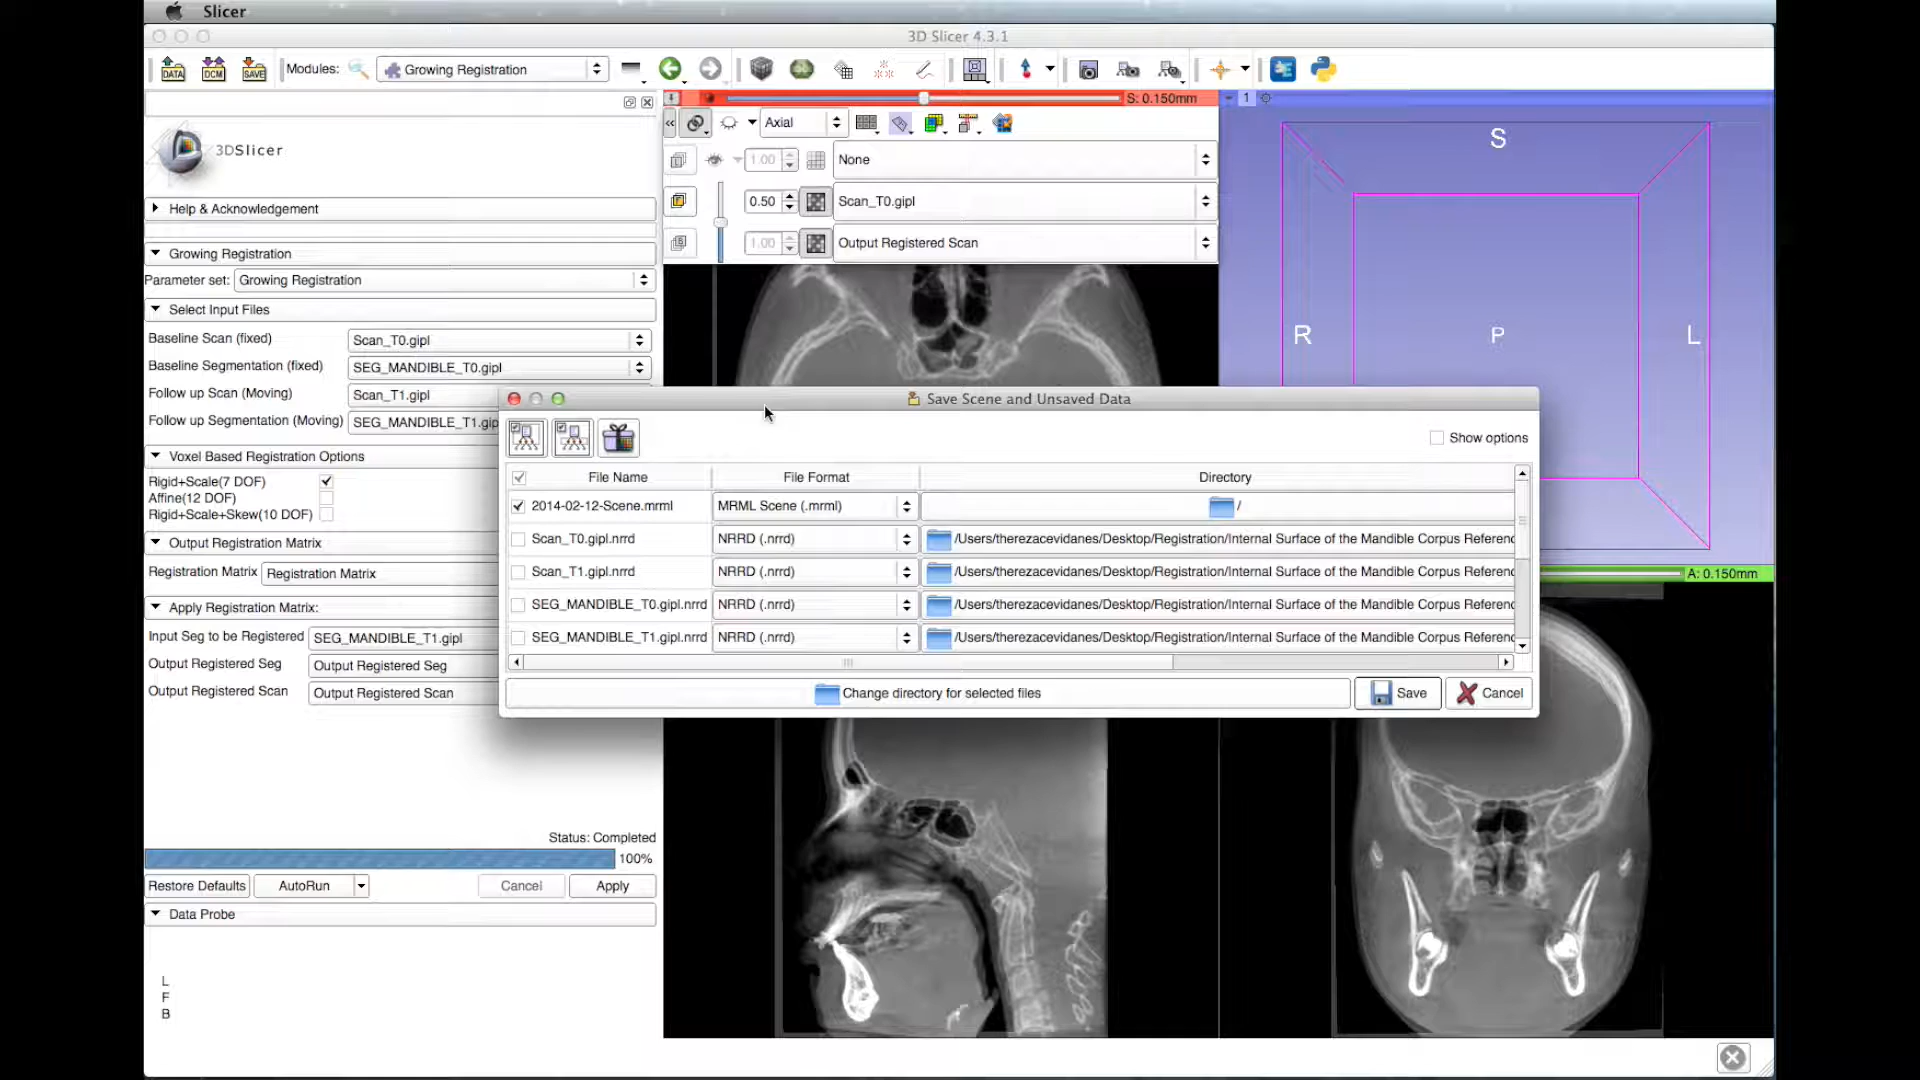 Slicer
3D Slicer 4.3.1
DATA DCM SAVE Modules: Growing Registration
S: 0.150mm
1
Axial
3DSlicer
1.00 None
0.50 Scan_T0.gipl
1.00 Output Registered Scan
S
R
P
L
Help & Acknowledgement
Growing Registration
Parameter set: Growing Registration
Select Input Files
Baseline Scan (fixed) Scan_T0.gipl
Baseline Segmentation (fixed) SEG_MANDIBLE_T0.gipl
Follow up Scan (Moving) Scan_T1.gipl
Follow up Segmentation (Moving) SEG_MANDIBLE_T1.gip
Voxel Based Registration Options
Rigid+Scale(7 DOF)
Affine(12 DOF)
Rigid+Scale+Skew(10 DOF)
Output Registration Matrix
Registration Matrix Registration Matrix
Apply Registration Matrix:
Input Seg to be Registered SEG_MANDIBLE_T1.gipl
Output Registered Seg Output Registered Seg
Output Registered Scan Output Registered Scan
Save Scene and Unsaved Data
Show options
File Name File Format Directory
2014-02-12-Scene.mrml MRML Scene (.mrml) /
Scan_T0.gipl.nrrd NRRD (.nrrd) /Users/therezacevidanes/Desktop/Registration/Internal Surface of the Mandible Corpus Referenc
Scan_T1.gipl.nrrd NRRD (.nrrd) /Users/therezacevidanes/Desktop/Registration/Internal Surface of the Mandible Corpus Referenc
SEG_MANDIBLE_T0.gipl.nrrd NRRD (.nrrd) /Users/therezacevidanes/Desktop/Registration/Internal Surface of the Mandible Corpus Referenc
SEG_MANDIBLE_T1.gipl.nrrd NRRD (.nrrd) /Users/therezacevidanes/Desktop/Registration/Internal Surface of the Mandible Corpus Referenc
Change directory for selected files Save Cancel
A: 0.150mm
Status: Completed
100%
Restore Defaults AutoRun Cancel Apply
Data Probe
L
F
B